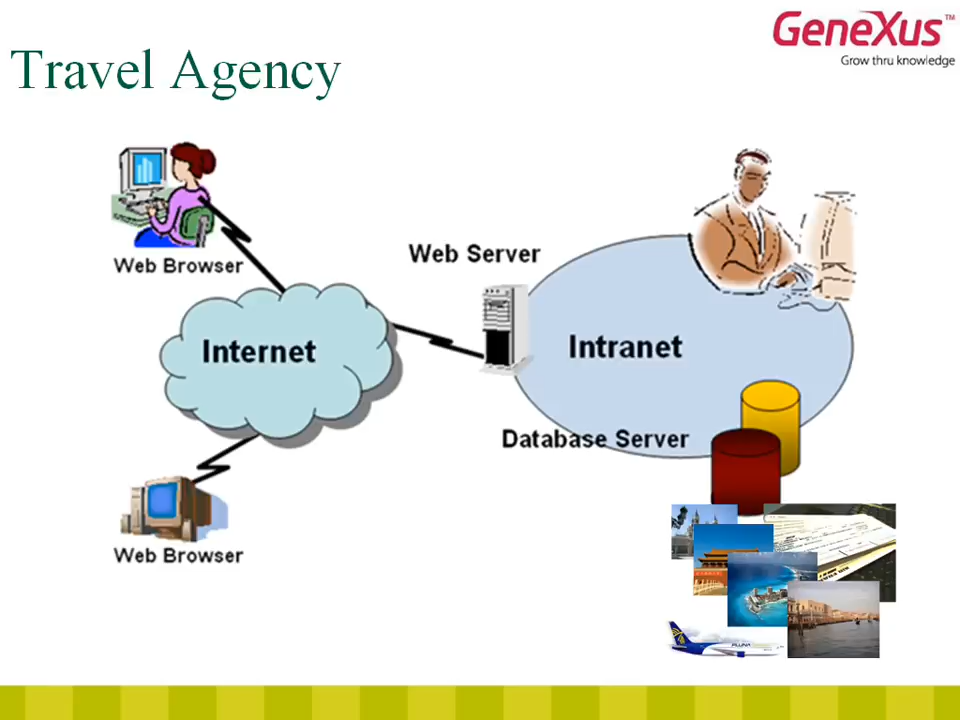 GeneXus™
Grow thru knowledge
Travel Agency
Web Browser
Web Server
Internet
Intranet
Database Server
Web Browser